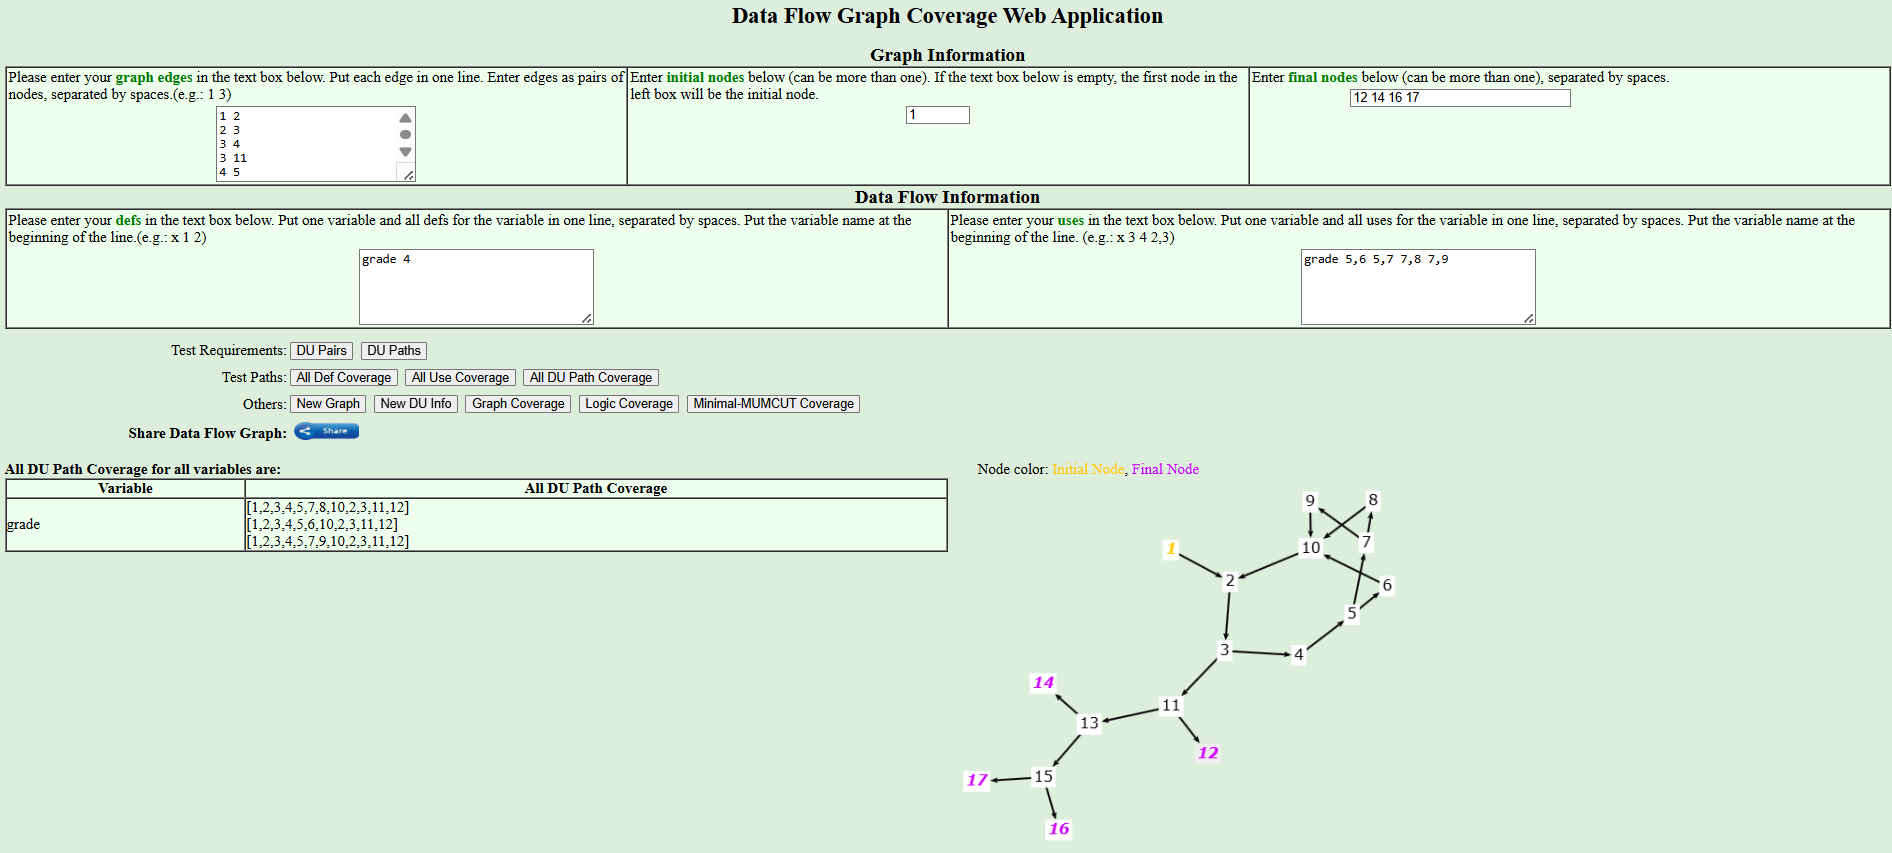 Data Flow Graph Coverage Web Application
Graph Information
Please enter your graph edges in the text box below. Put each edge in one line. Enter edges as pairs of
nodes, separated by spaces.(e.g.: 1 3)
1 2
2 3
3 4
3 11
4 5
Enter initial nodes below (can be more than one). If the text box below is empty, the first node in the
left box will be the initial node.
1
Enter final nodes below (can be more than one), separated by spaces.
12 14 16 17
Data Flow Information
Please enter your defs in the text box below. Put one variable and all defs for the variable in one line, separated by spaces. Put the variable name at the
beginning of the line.(e.g.: x 1 2)
grade 4
Please enter your uses in the text box below. Put one variable and all uses for the variable in one line, separated by spaces. Put the variable name at the
beginning of the line. (e.g.: x 3 4 2,3)
grade 5,6 5,7 7,8 7,9
Test Requirements: DU Pairs DU Paths
Test Paths: All Def Coverage All Use Coverage All DU Path Coverage
Others: New Graph New DU Info Graph Coverage Logic Coverage Minimal-MUMCUT Coverage
Share Data Flow Graph: Share
All DU Path Coverage for all variables are:
Variable All DU Path Coverage
grade
[1,2,3,4,5,7,8,10,2,3,11,12]
[1,2,3,4,5,6,10,2,3,11,12]
[1,2,3,4,5,7,9,10,2,3,11,12]
Node color: Initial Node, Final Node
9
8
10
7
1
2
6
5
3
4
14
11
13
12
17
15
16